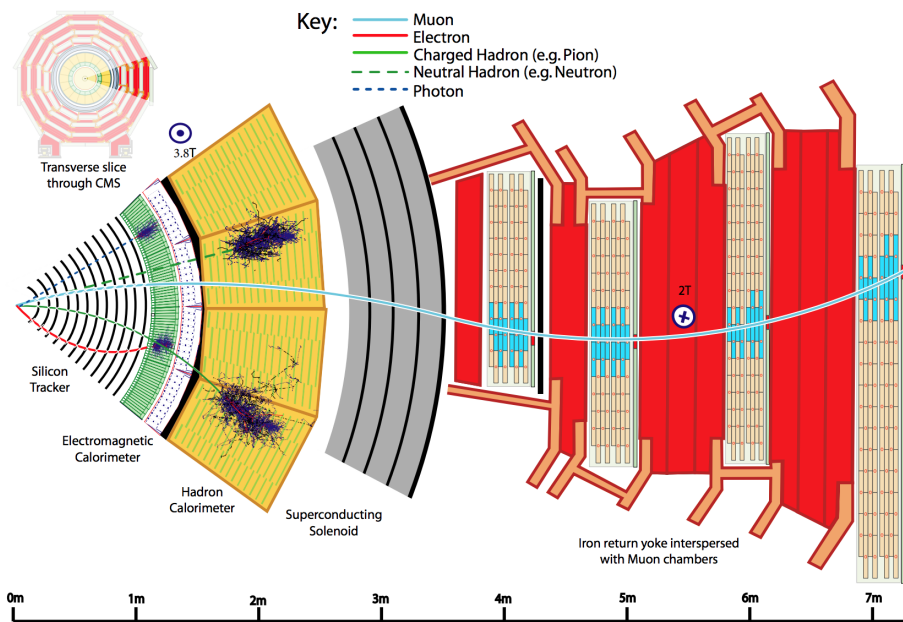 Key:
Muon
Electron
Charged Hadron (e.g. Pion)
Neutral Hadron (e.g. Neutron)
Photon
Transverse slice
through CMS
3.8T
2T
Silicon
Tracker
Electromagnetic
Calorimeter
Hadron
Calorimeter
Superconducting
Solenoid
Iron return yoke interspersed
with Muon chambers
0m
1m
2m
3m
4m
5m
6m
7m